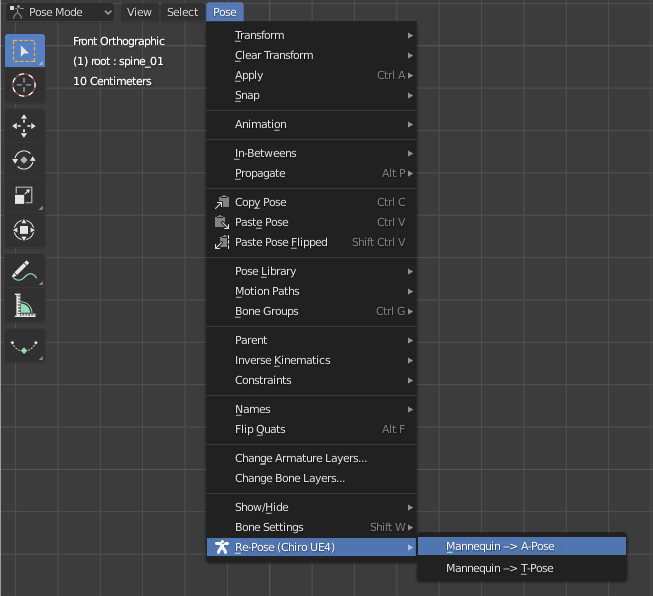 Pose Mode View Select Pose
Front Orthographic
(1) root : spine_01
10 Centimeters
Transform
Clear Transform
Apply Ctrl A
Snap
Animation
In-Betweens
Propagate Alt P
Copy Pose Ctrl C
Paste Pose Ctrl V
Paste Pose Flipped Shift Ctrl V
Pose Library
Motion Paths
Bone Groups Ctrl G
Parent
Inverse Kinematics
Constraints
Names
Flip Quats Alt F
Change Armature Layers...
Change Bone Layers...
Show/Hide
Bone Settings Shift W
Re-Pose (Chiro UE4)
Mannequin --> A-Pose
Mannequin --> T-Pose